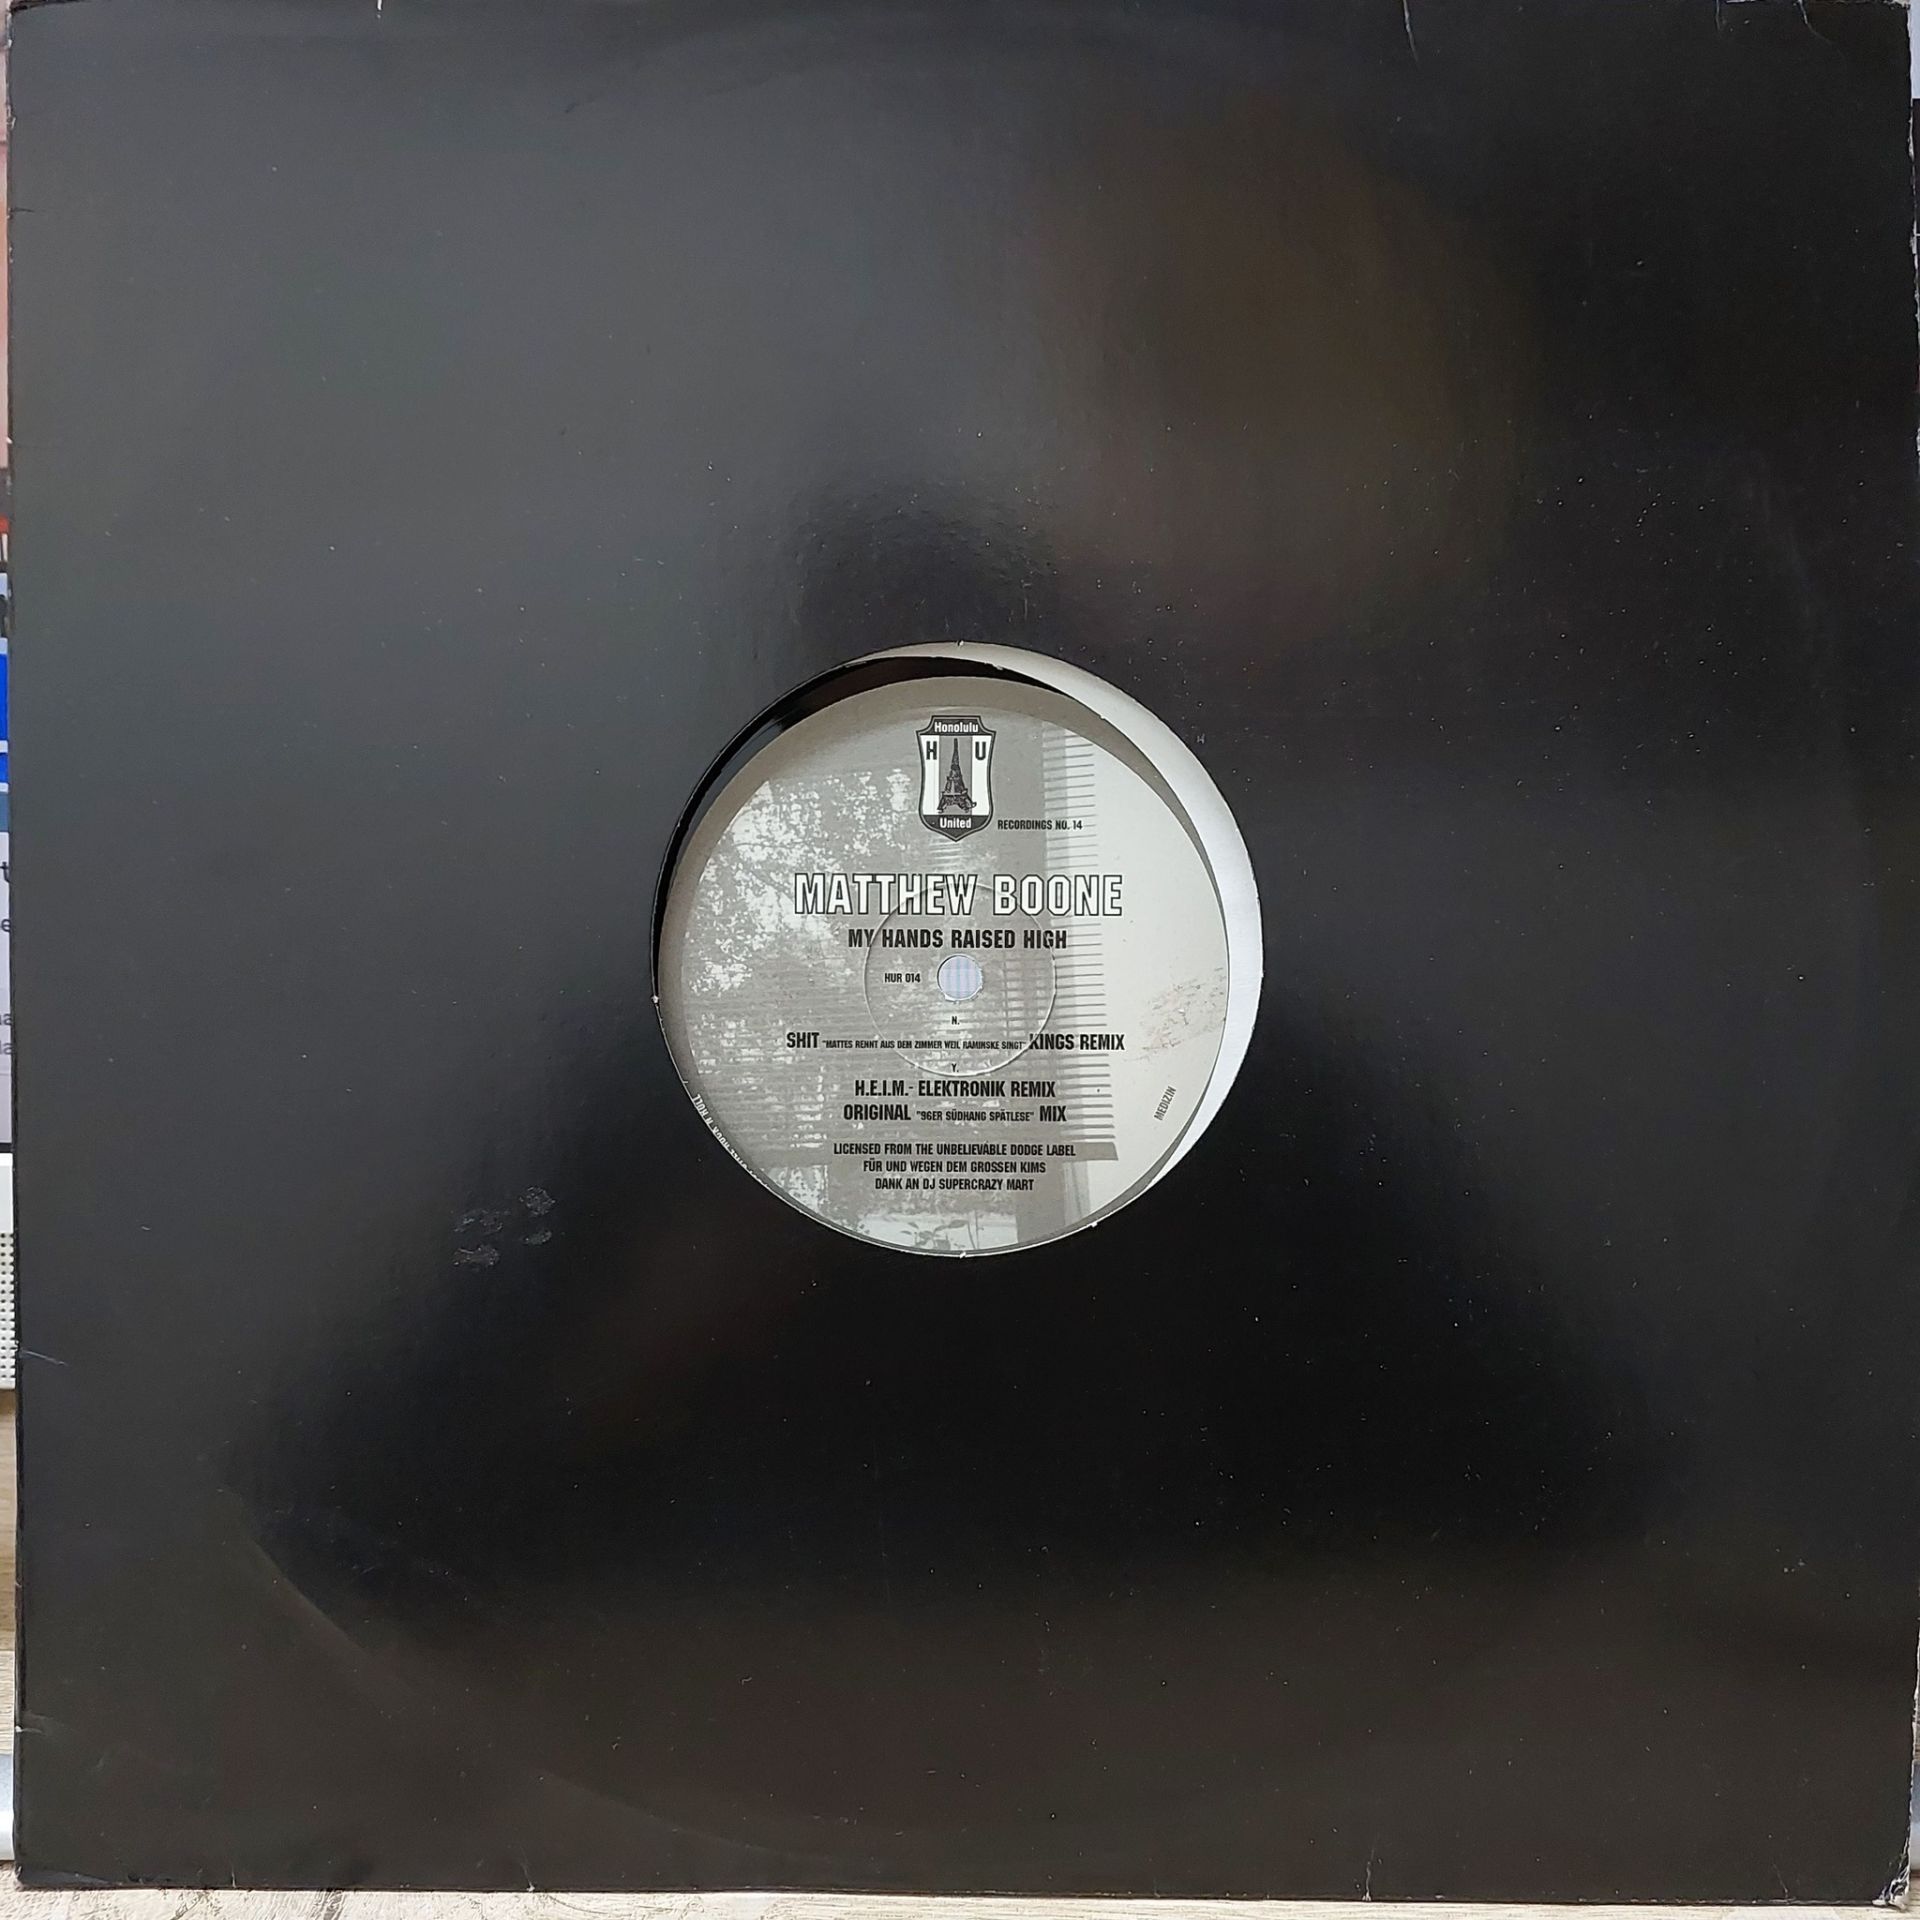 Honolulu
H U
United
RECORDINGS NO. 14
MATTHEW BOONE
MY HANDS RAISED HIGH
HUR 014
N.
SHIT "MATTES RENNT AUS DEM ZIMMER WEIL RAMINSKE SINGT" KINGS REMIX
Y.
H.E.I.M.- ELEKTRONIK REMIX
ORIGINAL "96ER SÜDHANG SPÄTLESE" MIX
MEDIZIN
LICENSED FROM THE UNBELIEVABLE DODGE LABEL
FÜR UND WEGEN DEM GROSSEN KIMS
DANK AN DJ SUPERCRAZY MART
ROCK N ROLL